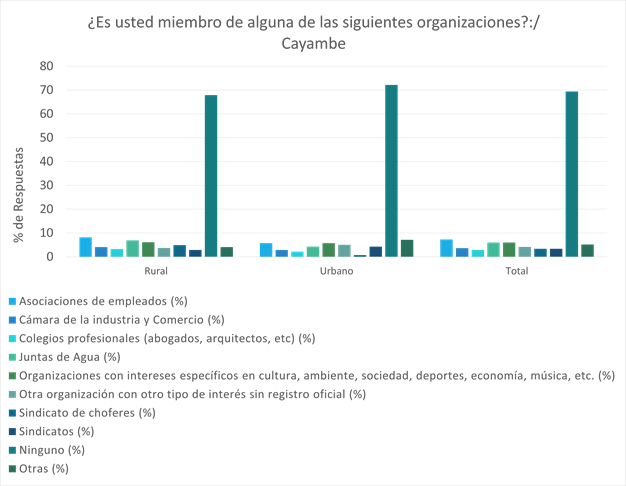 ¿Es usted miembro de alguna de las siguientes organizaciones?:/
Cayambe
80
70
60
50
40
30
20
10
0
% de Respuestas
Rural
Urbano
Total
Asociaciones de empleados (%)
Cámara de la industria y Comercio (%)
Colegios profesionales (abogados, arquitectos, etc) (%)
Juntas de Agua (%)
Organizaciones con intereses específicos en cultura, ambiente, sociedad, deportes, economía, música, etc. (%)
Otra organización con otro tipo de interés sin registro oficial (%)
Sindicato de choferes (%)
Sindicatos (%)
Ninguno (%)
Otras (%)